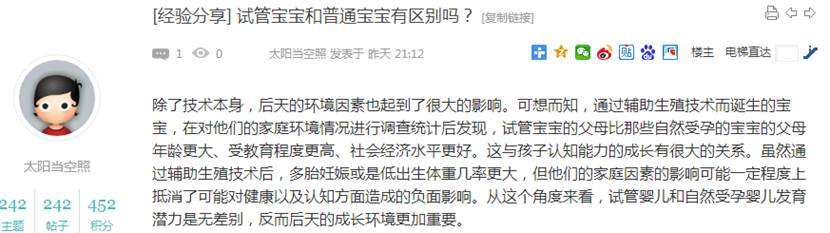 [经验分享] 试管宝宝和普通宝宝有区别吗？ [复制链接]
1 0 太阳当空照 发表于 昨天 21:12 楼主 电梯直达
除了技术本身，后天的环境因素也起到了很大的影响。可想而知，通过辅助生殖技术而诞生的宝
宝，在对他们的家庭环境情况进行调查统计后发现，试管宝宝的父母比那些自然受孕的宝宝的父母
年龄更大、受教育程度更高、社会经济水平更好。这与孩子认知能力的成长有很大的关系。虽然通
过辅助生殖技术后，多胎妊娠或是低出生体重几率更大，但他们的家庭因素的影响可能一定程度上
抵消了可能对健康以及认知方面造成的负面影响。从这个角度来看，试管婴儿和自然受孕婴儿发育
潜力是无差别，反而后天的成长环境更加重要。
太阳当空照
242 242 452
主题 帖子 积分